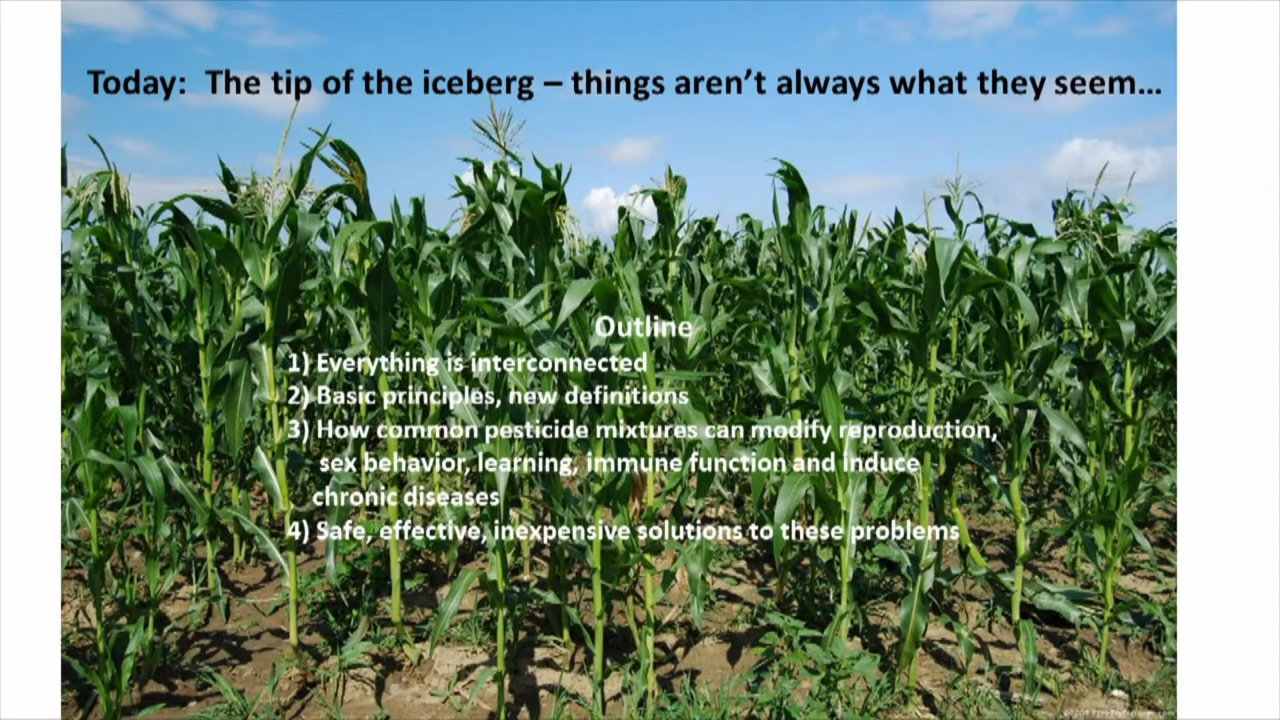 Today: The tip of the iceberg – things aren't always what they seem...
Outline
1) Everything is interconnected
2) Basic principles, new definitions
3) How common pesticide mixtures can modify reproduction,
sex behavior, learning, immune function and induce
chronic diseases
4) Safe, effective, inexpensive solutions to these problems